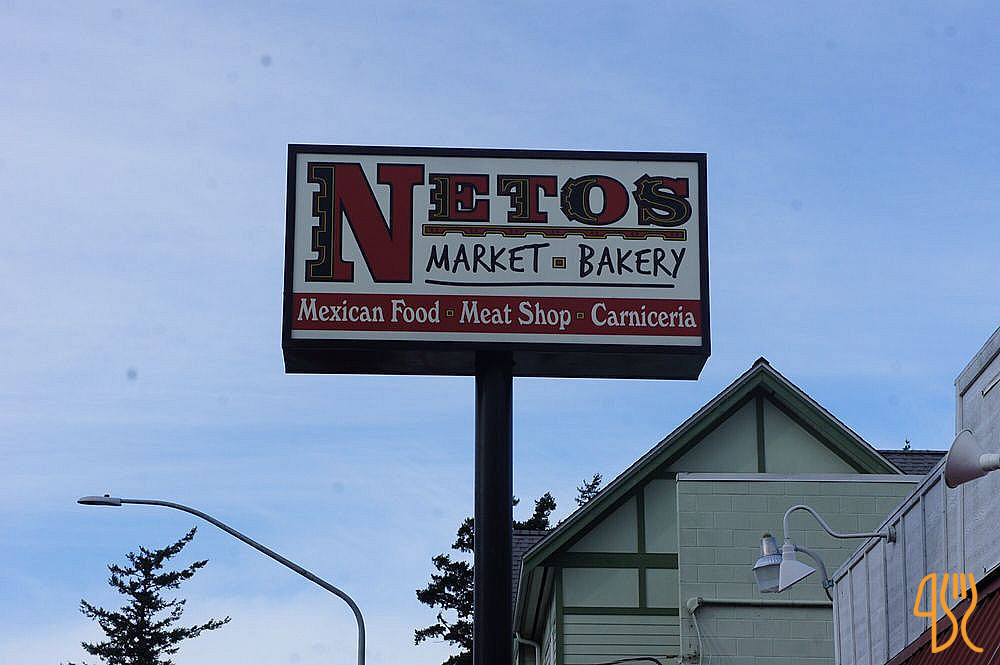 NETOS
MARKET ▪ BAKERY
Mexican Food ▪ Meat Shop ▪ Carniceria